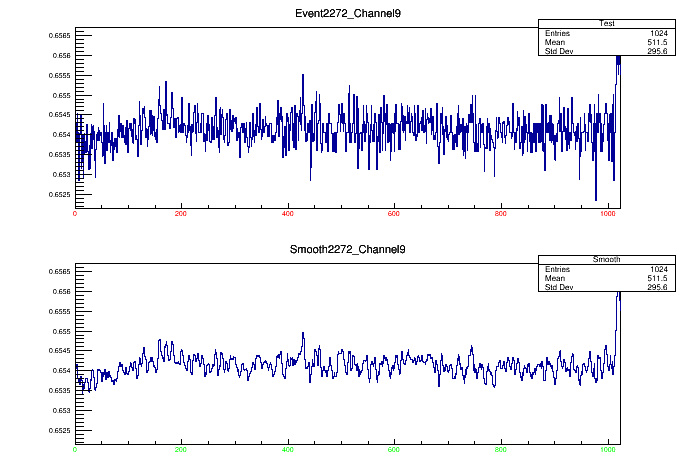 Event2272_Channel9
Test
Entries 1024
Mean 511.5
Std Dev 295.6
0.6565
0.656
0.6555
0.655
0.6545
0.654
0.6535
0.653
0.6525
0 200 400 600 800 1000
Smooth2272_Channel9
Smooth
Entries 1024
Mean 511.5
Std Dev 295.6
0.6565
0.656
0.6555
0.655
0.6545
0.654
0.6535
0.653
0.6525
0 200 400 600 800 1000